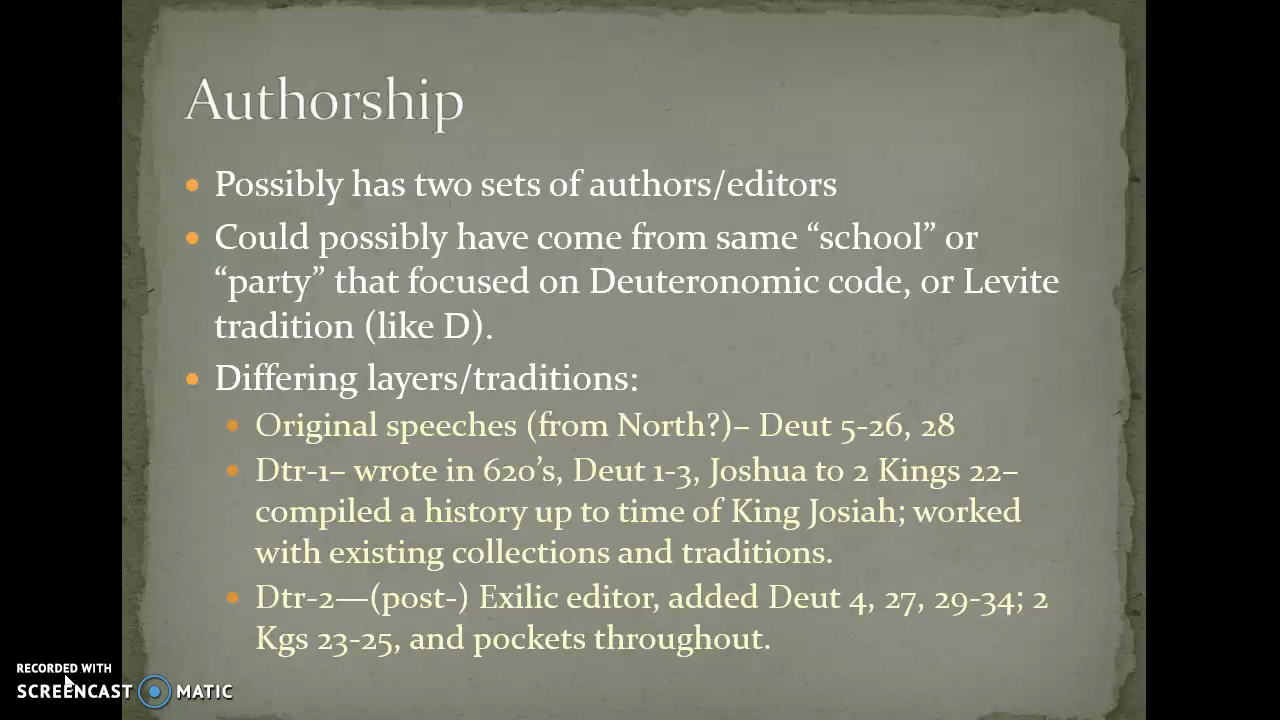 Authorship
• Possibly has two sets of authors/editors
• Could possibly have come from same “school” or
“party” that focused on Deuteronomic code, or Levite
tradition (like D).
• Differing layers/traditions:
• Original speeches (from North?)– Deut 5-26, 28
• Dtr-1– wrote in 620’s, Deut 1-3, Joshua to 2 Kings 22–
compiled a history up to time of King Josiah; worked
with existing collections and traditions.
• Dtr-2—(post-) Exilic editor, added Deut 4, 27, 29-34; 2
Kgs 23-25, and pockets throughout.
RECORDED WITH
SCREENCAST MATIC